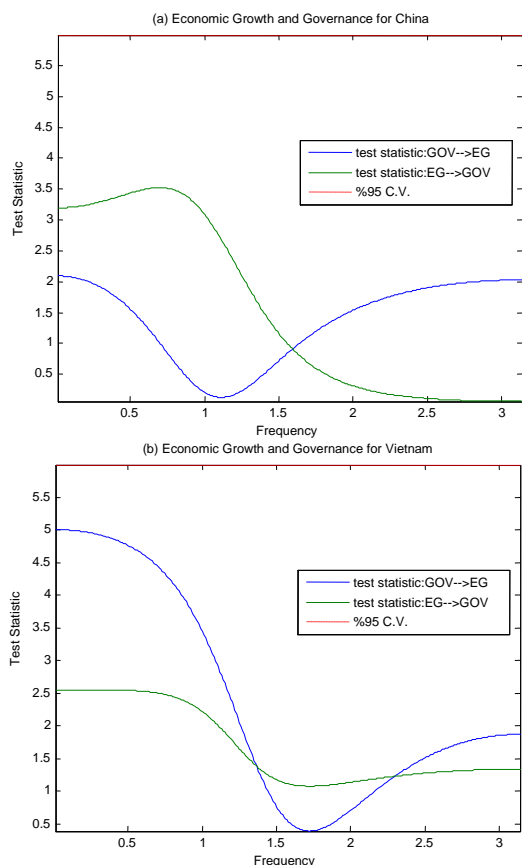 (a) Economic Growth and Governance for China
5.5
5
4.5
4
3.5
3
2.5
2
1.5
1
0.5
Test Statistic
test statistic:GOV-->EG
test statistic:EG-->GOV
%95 C.V.
0.5 1 1.5 2 2.5 3
Frequency
(b) Economic Growth and Governance for Vietnam
5.5
5
4.5
4
3.5
3
2.5
2
1.5
1
0.5
Test Statistic
test statistic:GOV-->EG
test statistic:EG-->GOV
%95 C.V.
0.5 1 1.5 2 2.5 3
Frequency